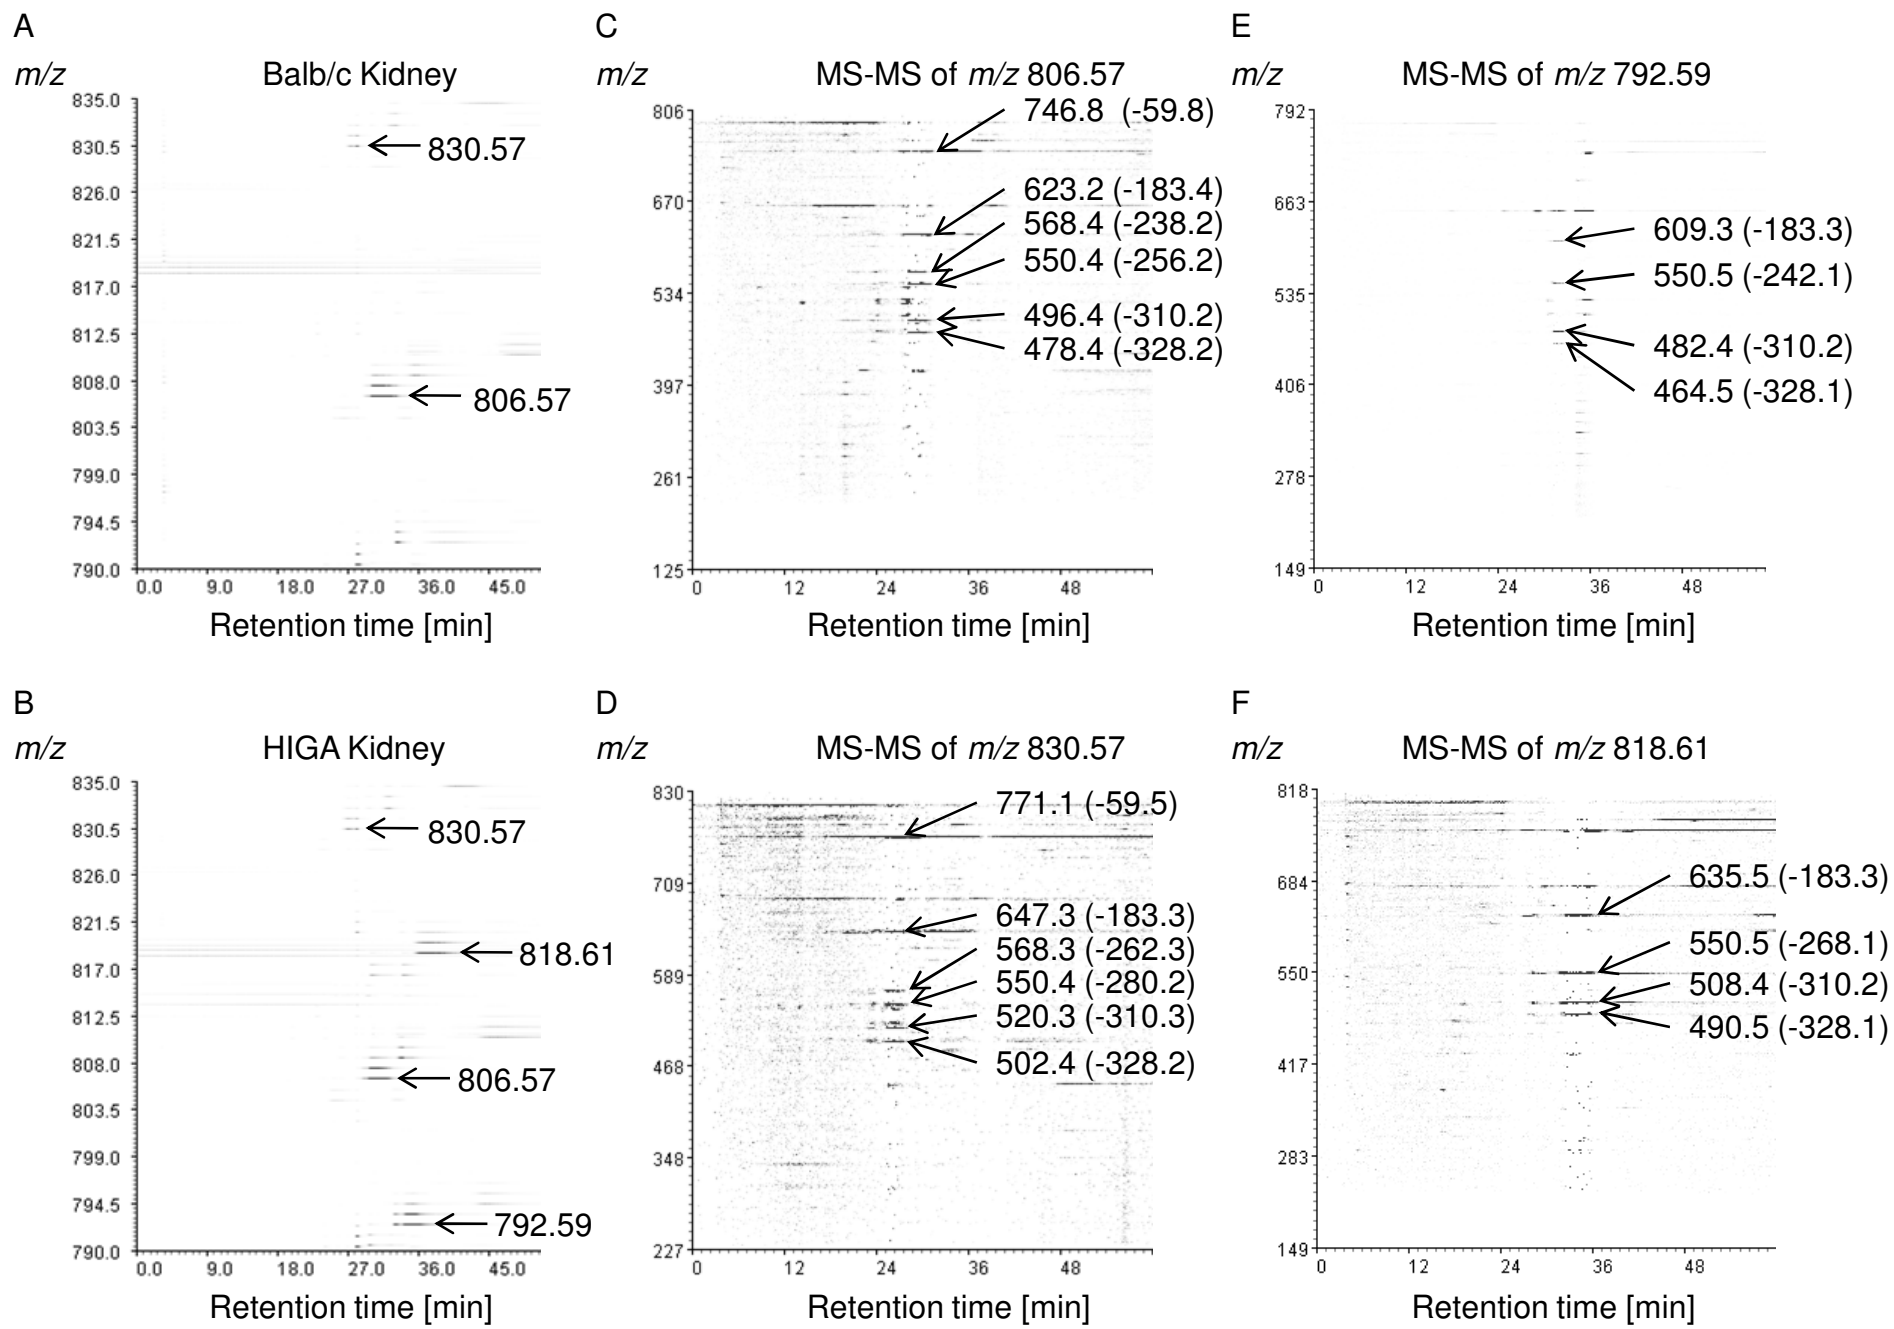 A
m/z
Balb/c Kidney
835.0
830.5
826.0
821.5
817.0
812.5
808.0
803.5
799.0
794.5
790.0
830.57
806.57
0.0 9.0 18.0 27.0 36.0 45.0
Retention time [min]
C
m/z
MS-MS of m/z 806.57
806
670
534
397
261
125
746.8 (-59.8)
623.2 (-183.4)
568.4 (-238.2)
550.4 (-256.2)
496.4 (-310.2)
478.4 (-328.2)
0 12 24 36 48
Retention time [min]
E
m/z
MS-MS of m/z 792.59
792
663
535
406
278
149
609.3 (-183.3)
550.5 (-242.1)
482.4 (-310.2)
464.5 (-328.1)
0 12 24 36 48
Retention time [min]
B
m/z
HIGA Kidney
835.0
830.5
826.0
821.5
817.0
812.5
808.0
803.5
799.0
794.5
790.0
830.57
818.61
806.57
792.59
0.0 9.0 18.0 27.0 36.0 45.0
Retention time [min]
D
m/z
MS-MS of m/z 830.57
830
709
589
468
348
227
771.1 (-59.5)
647.3 (-183.3)
568.3 (-262.3)
550.4 (-280.2)
520.3 (-310.3)
502.4 (-328.2)
0 12 24 36 48
Retention time [min]
F
m/z
MS-MS of m/z 818.61
818
684
550
417
283
149
635.5 (-183.3)
550.5 (-268.1)
508.4 (-310.2)
490.5 (-328.1)
0 12 24 36 48
Retention time [min]